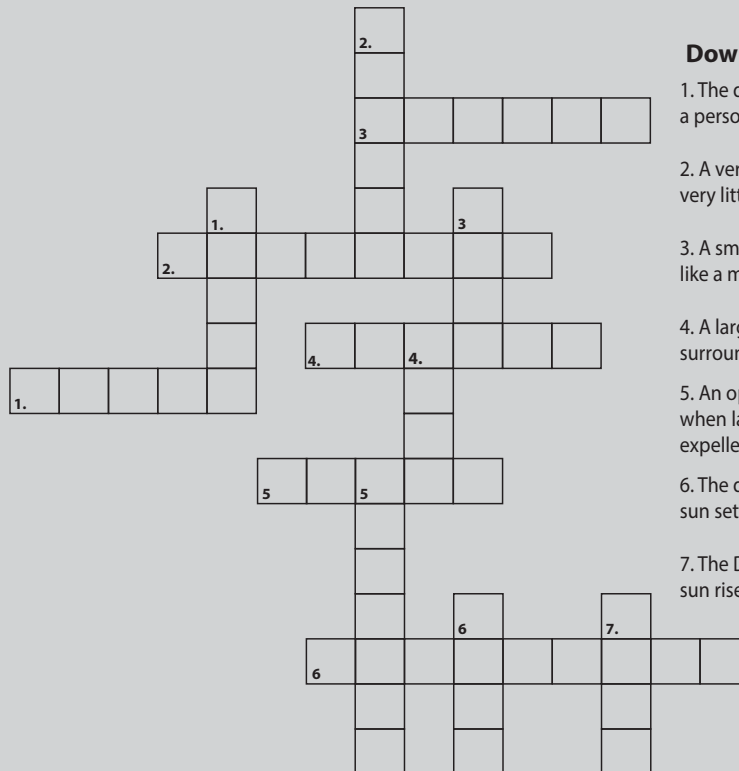 2.
3
1. 3
2.
4. 4.
1.
5 5
6 7.
6
Dow
1. The
a perso
2. A ver
very litt
3. A sm
like a m
4. A larg
surroun
5. An op
when la
expelle
6. The
sun set
7. The D
sun rise